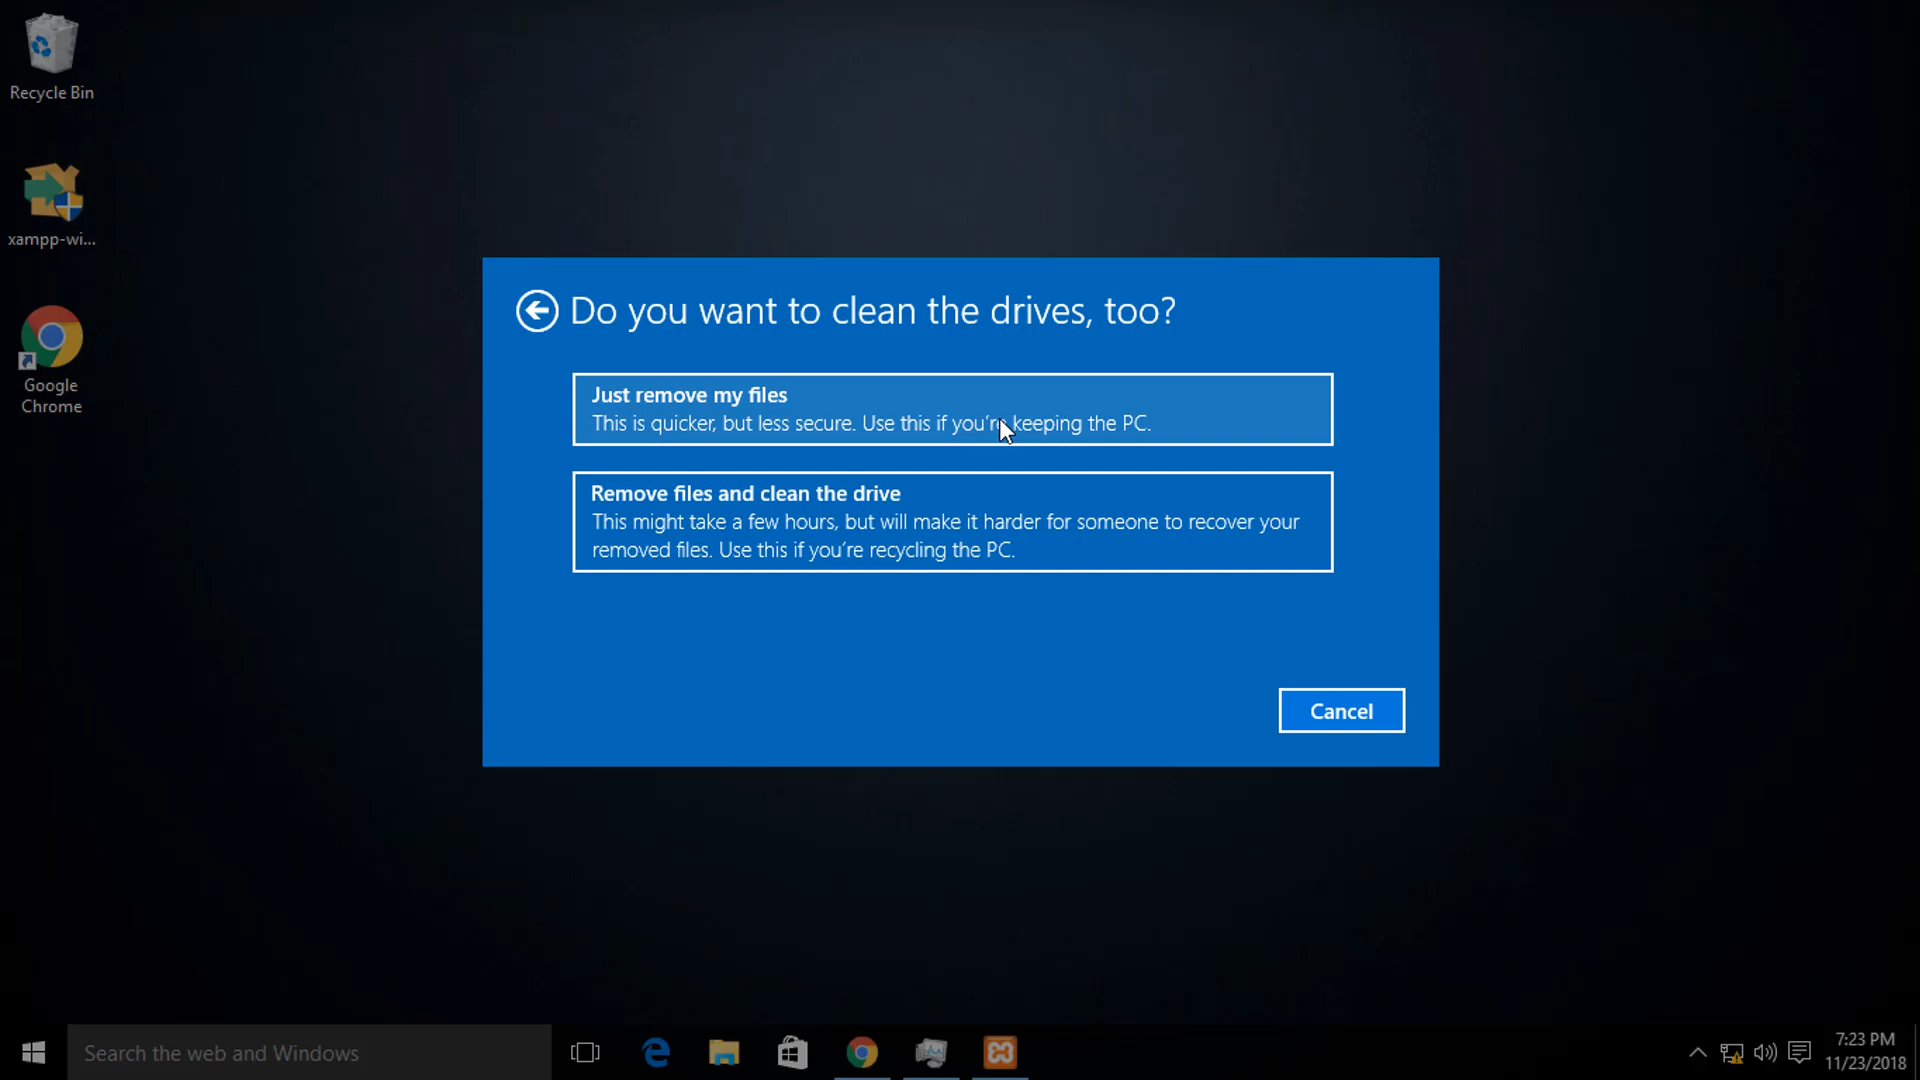 Recycle Bin
xampp-wi...
Google
Chrome
Do you want to clean the drives, too?
Just remove my files
This is quicker, but less secure. Use this if you're keeping the PC.
Remove files and clean the drive
This might take a few hours, but will make it harder for someone to recover your
removed files. Use this if you're recycling the PC.
Cancel
Search the web and Windows
7:23 PM
11/23/2018